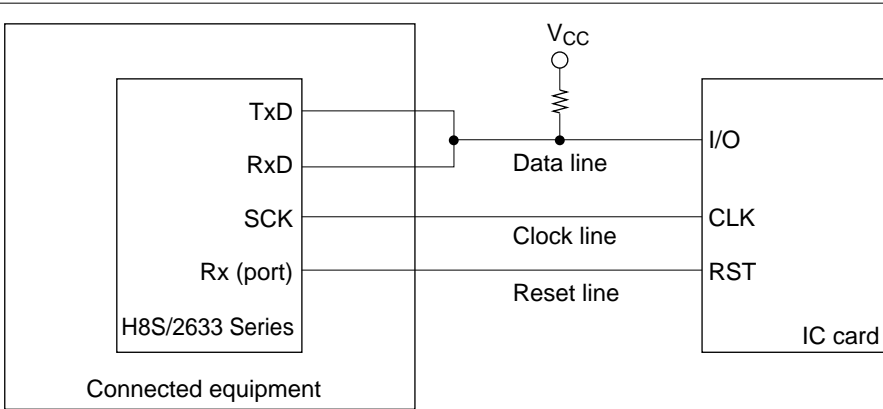 VCC
TxD
I/O
RxD
Data line
SCK
CLK
Clock line
Rx (port)
RST
Reset line
H8S/2633 Series
IC card
Connected equipment